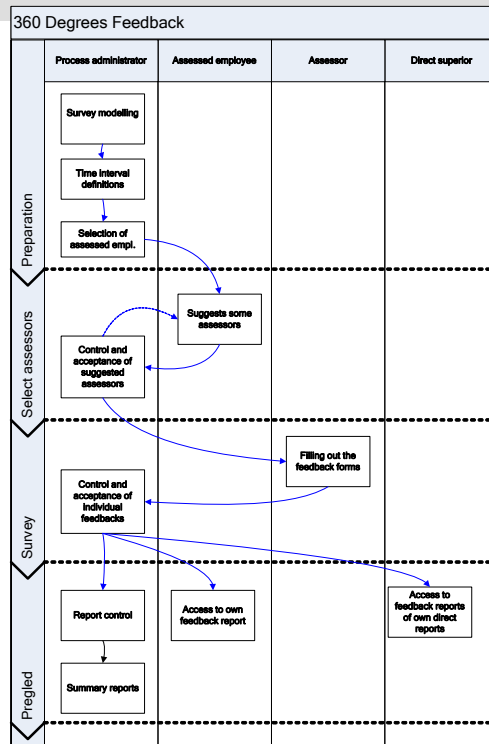 360 Degrees Feedback
Process administrator
Assessed employee
Assessor
Direct superior
Preparation
Survey modelling
Time interval
definitions
Selection of
assessed empl.
Select assessors
Suggests some
assessors
Control and
acceptance of
suggested
assessors
Survey
Filling out the
feedback forms
Control and
acceptance of
individual
feedbacks
Pregled
Report control
Access to own
feedback report
Access to
feedback reports
of own direct
reports
Summary reports